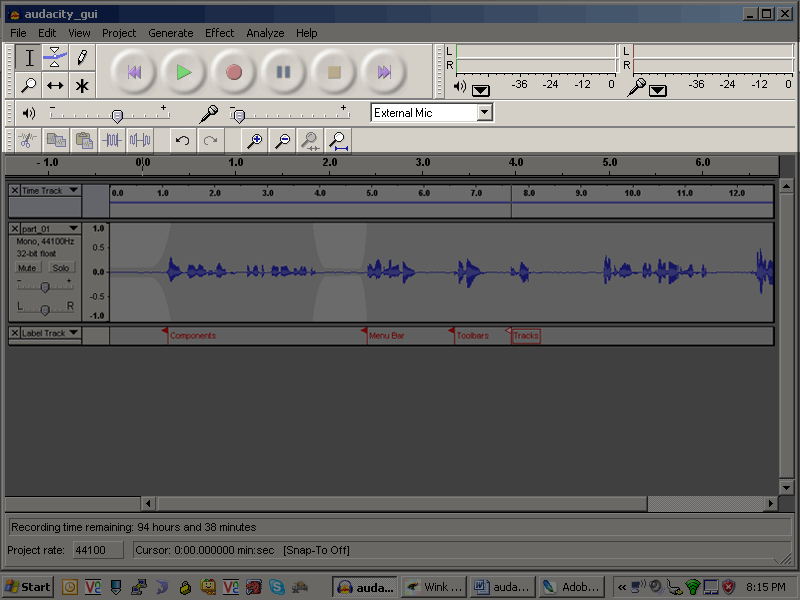 audacity_gui
File Edit View Project Generate Effect Analyze Help
L R
R -36 -24 -12 0 L R -36 -24 -12 0
- + - + External Mic
- 1.0 0.0 1.0 2.0 3.0 4.0 5.0 6.0
Time Track 0.0 1.0 2.0 3.0 4.0 5.0 6.0 7.0 8.0 9.0 10.0 11.0 12.0
part_01 1.0
Mono, 44100Hz 0.5
32-bit float
Mute Solo 0.0
- +
-0.5
L R
-1.0
Label Track Components Menu Bar Toolbars Tracks
Recording time remaining: 94 hours and 38 minutes
Project rate: 44100 Cursor: 0:00.000000 min:sec [Snap-To Off]
Start auda... Wink ... auda... Adob... « 8:15 PM